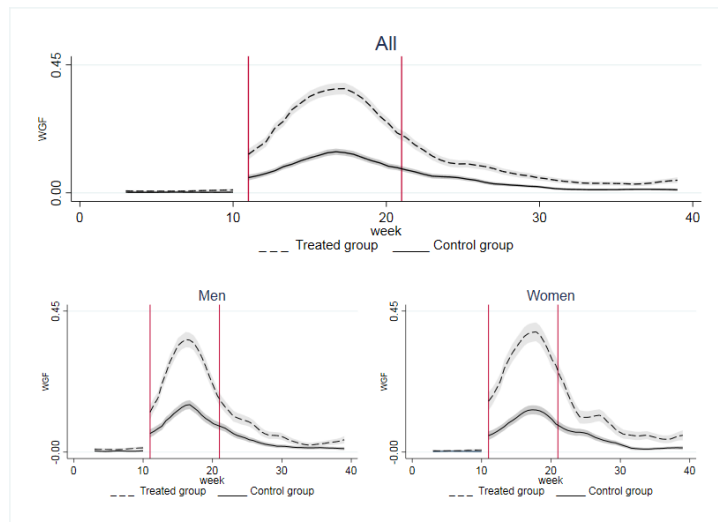 All
0.45
WGF
0.00
0 10 20 30 40
week
Treated group Control group
Men Women
0.45 0.45
WGF WGF
-0.00 -0.00
0 10 20 30 40 0 10 20 30 40
week week
Treated group Control group Treated group Control group